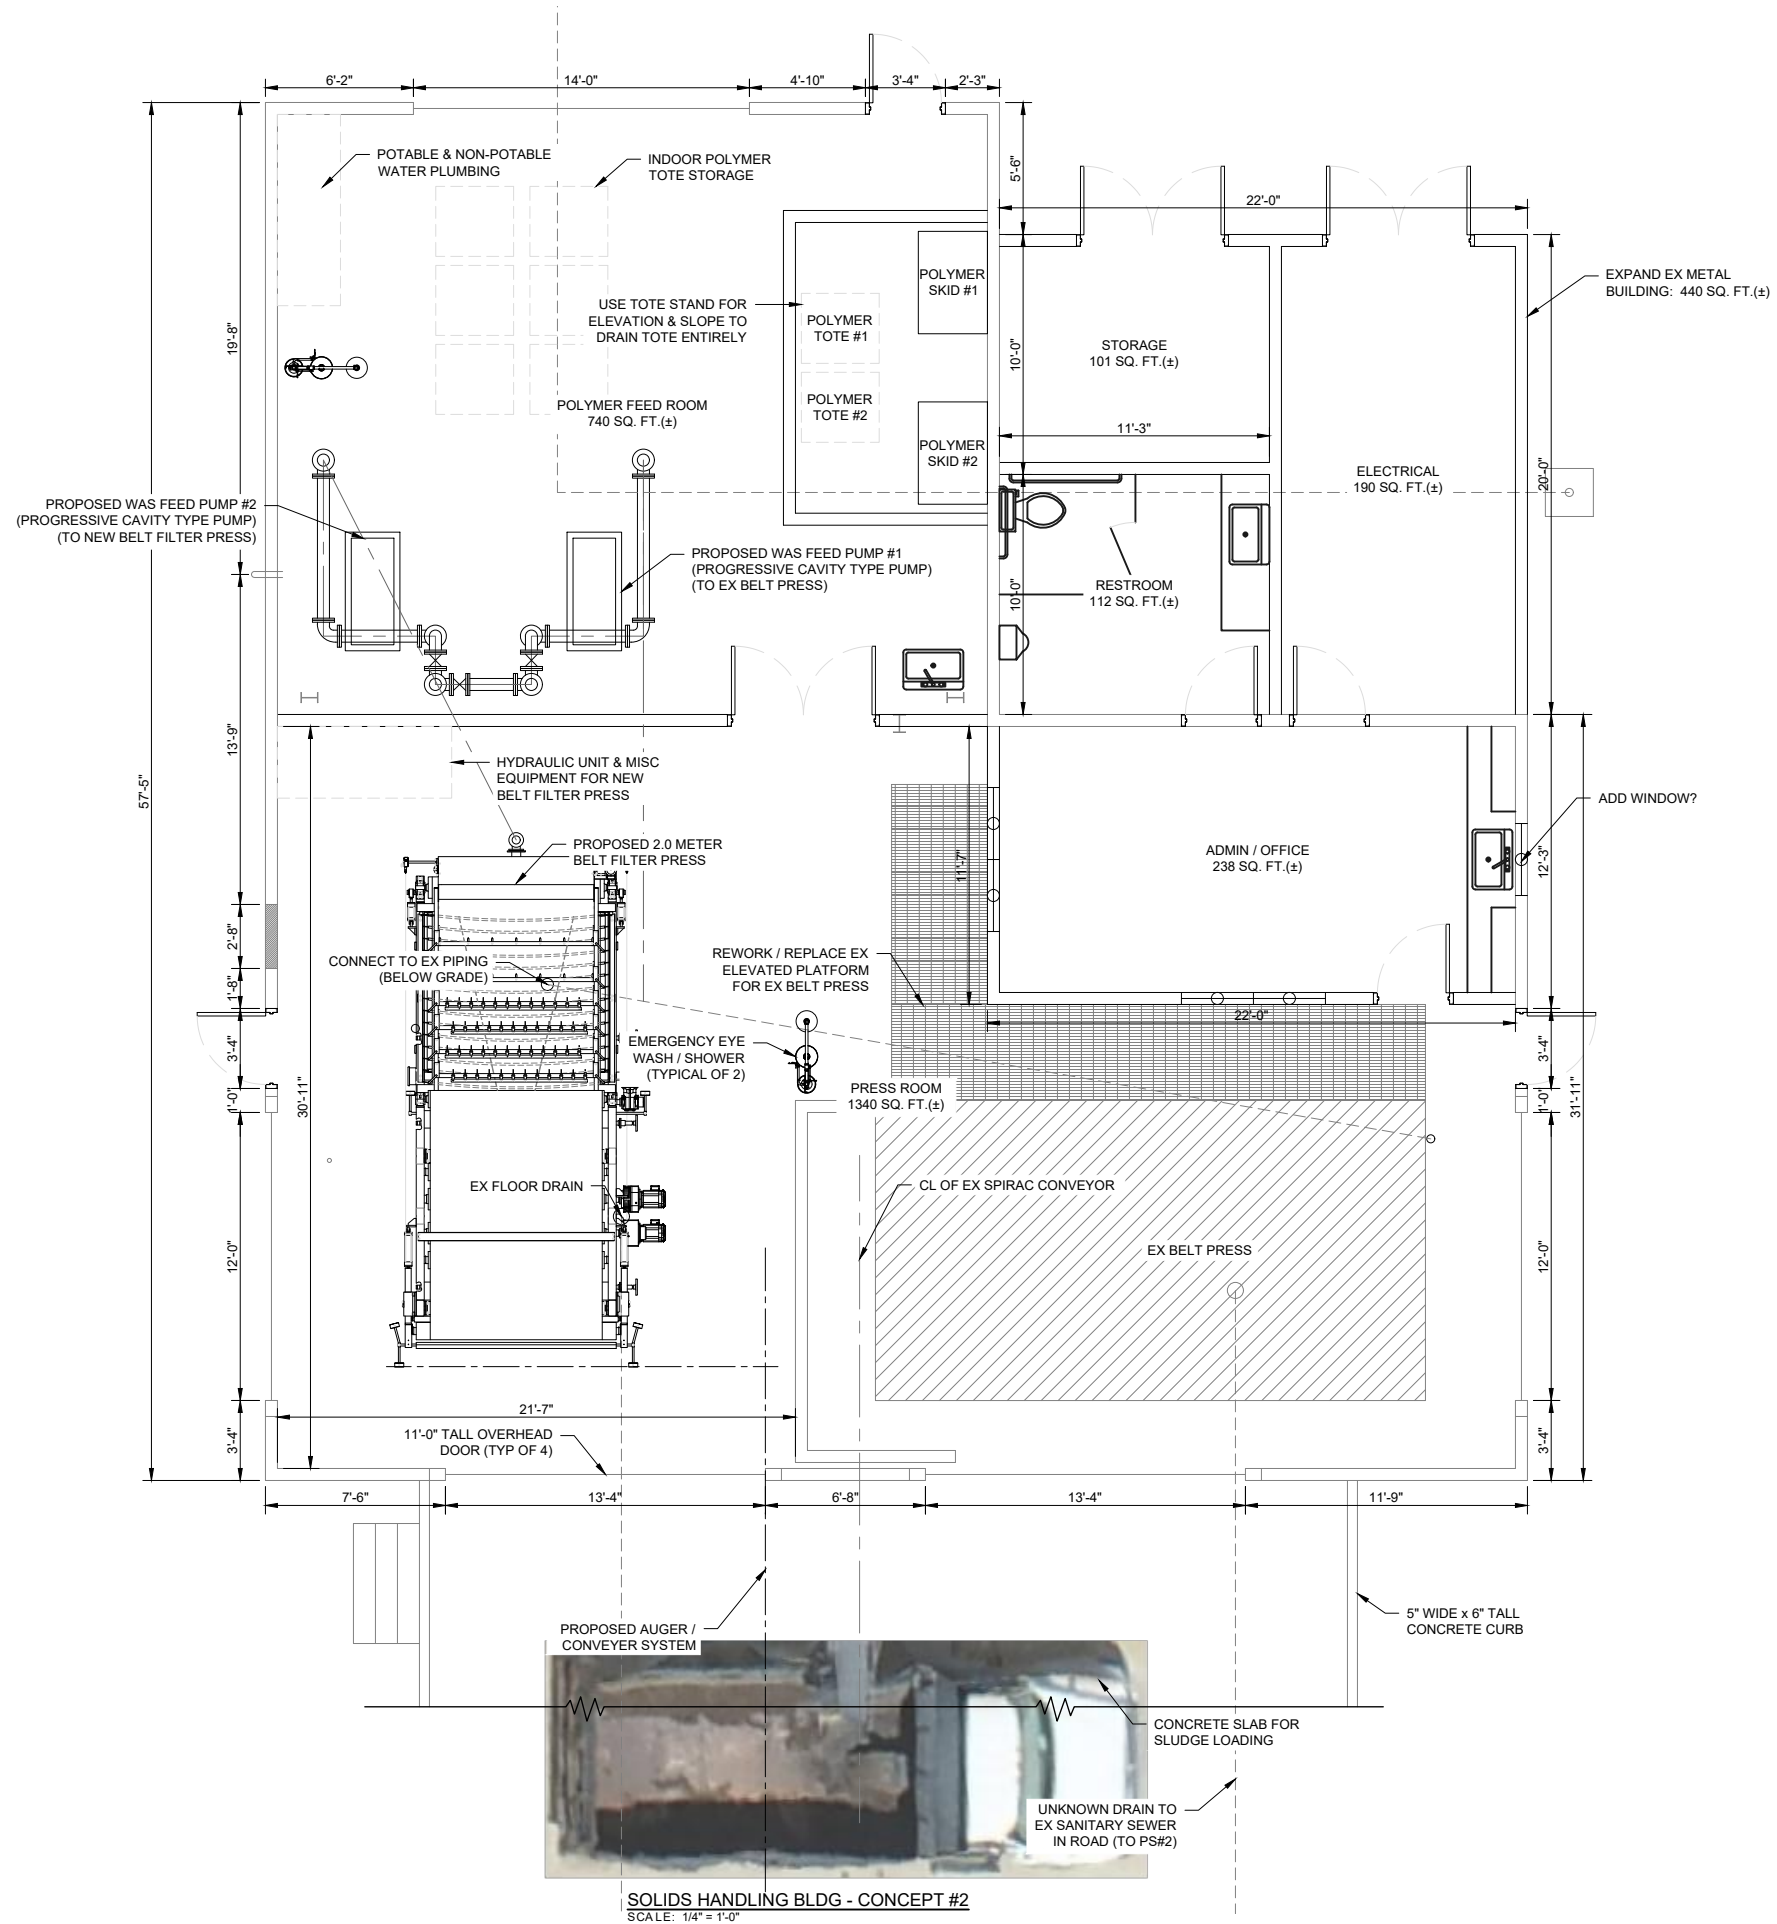 6'-2"
14'-0"
4'-10"
3'-4"
2'-3"
POTABLE & NON-POTABLE
WATER PLUMBING
INDOOR POLYMER
TOTE STORAGE
5'-6"
22'-0"
POLYMER
SKID #1
EXPAND EX METAL
BUILDING:  440 SQ. FT.(±)
USE TOTE STAND FOR
ELEVATION & SLOPE TO
DRAIN TOTE ENTIRELY
POLYMER
TOTE #1
19'-8"
10'-0"
STORAGE
101 SQ. FT.(±)
POLYMER
TOTE #2
POLYMER FEED ROOM
740 SQ. FT.(±)
11'-3"
POLYMER
SKID #2
ELECTRICAL
190 SQ. FT.(±)
20'-0"
PROPOSED WAS FEED PUMP #2
(PROGRESSIVE CAVITY TYPE PUMP)
(TO NEW BELT FILTER PRESS)
PROPOSED WAS FEED PUMP #1
(PROGRESSIVE CAVITY TYPE PUMP)
(TO EX BELT PRESS)
10'-0"
RESTROOM
112 SQ. FT.(±)
13'-9"
57'-5"
HYDRAULIC UNIT & MISC
EQUIPMENT FOR NEW
BELT FILTER PRESS
ADD WINDOW?
PROPOSED 2.0 METER
BELT FILTER PRESS
11'-7"
ADMIN / OFFICE
238 SQ. FT.(±)
12'-3"
2'-8"
CONNECT TO EX PIPING
(BELOW GRADE)
REWORK / REPLACE EX
ELEVATED PLATFORM
FOR EX BELT PRESS
1'-8"
22'-0"
3'-4"
EMERGENCY EYE
WASH / SHOWER
(TYPICAL OF 2)
3'-4"
PRESS ROOM
1340 SQ. FT.(±)
1'-0"
30'-11"
1'-0"
31'-11"
EX FLOOR DRAIN
CL OF EX SPIRAC CONVEYOR
12'-0"
EX BELT PRESS
12'-0"
21'-7"
11'-0" TALL OVERHEAD
DOOR (TYP OF 4)
3'-4"
3'-4"
7'-6"
13'-4"
6'-8"
13'-4"
11'-9"
PROPOSED AUGER /
CONVEYER SYSTEM
5" WIDE x 6" TALL
CONCRETE CURB
CONCRETE SLAB FOR
SLUDGE LOADING
UNKNOWN DRAIN TO
EX SANITARY SEWER
IN ROAD (TO PS#2)
SOLIDS HANDLING BLDG - CONCEPT #2
SCALE:  1/4" = 1'-0"